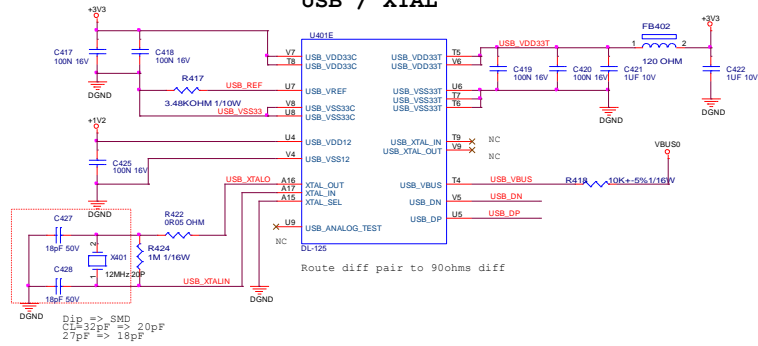 USB / XTAL
+3V3
U401E
FB402
+3V3
C417
100N 16V
C418
100N 16V
V7
T8
USB_VDD33C
USB_VDD33C
USB_VDD33T
USB_VDD33T
T5
V6
USB_VDD33T
1
2
120 OHM
C419
100N 16V
C420
100N 16V
C421
1UF 10V
C422
1UF 10V
DGND
R417
USB_REF
U7
USB_VREF
3.48KOHM 1/10W
USB_VSS33
V8
U8
USB_VSS33C
USB_VSS33C
USB_VSS33T
USB_VSS33T
USB_VSS33T
U6
T7
T6
DGND
DGND
+1V2
U4
USB_VDD12
C425
100N 16V
V4
USB_VSS12
USB_XTAL_IN
USB_XTAL_OUT
T9
V9
NC
NC
VBUS0
DGND
USB_XTALO
A16
A17
A15
XTAL_OUT
XTAL_IN
XTAL_SEL
USB_VBUS
T4
USB_VBUS
R418
10K+-5%1/16W
USB_DN
V5
USB_DN
USB_DP
U5
USB_DP
C427
18pF 50V
R422
0R05 OHM
U9
USB_ANALOG_TEST
NC
DL-125
2
X401
1
12MHz 20P
R424
1M 1/16W
C428
18pF 50V
USB_XTALIN
Route diff pair to 90ohms diff
DGND
DGND
Dip => SMD
CL=32pF => 20pF
27pF => 18pF